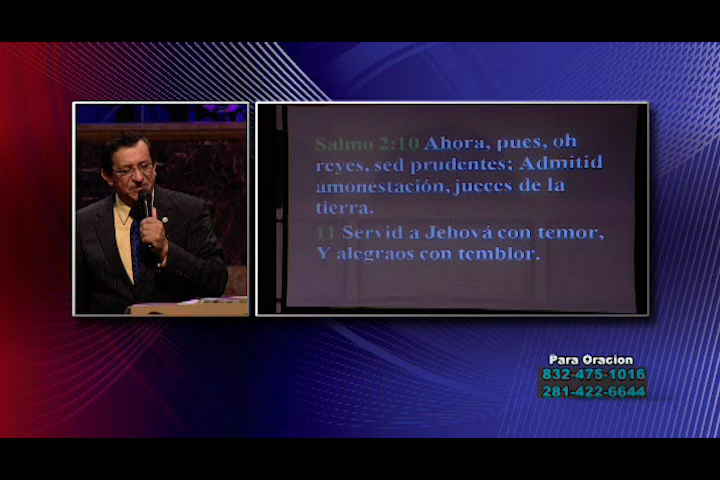 Salmo 2:10 Ahora, pues, oh
reyes, sed prudentes; Admitid
amonestación, jueces de la
tierra.
11 Servid a Jehová con temor,
Y alegraos con temblor.
Para Oracion
832-475-1016
281-422-6644